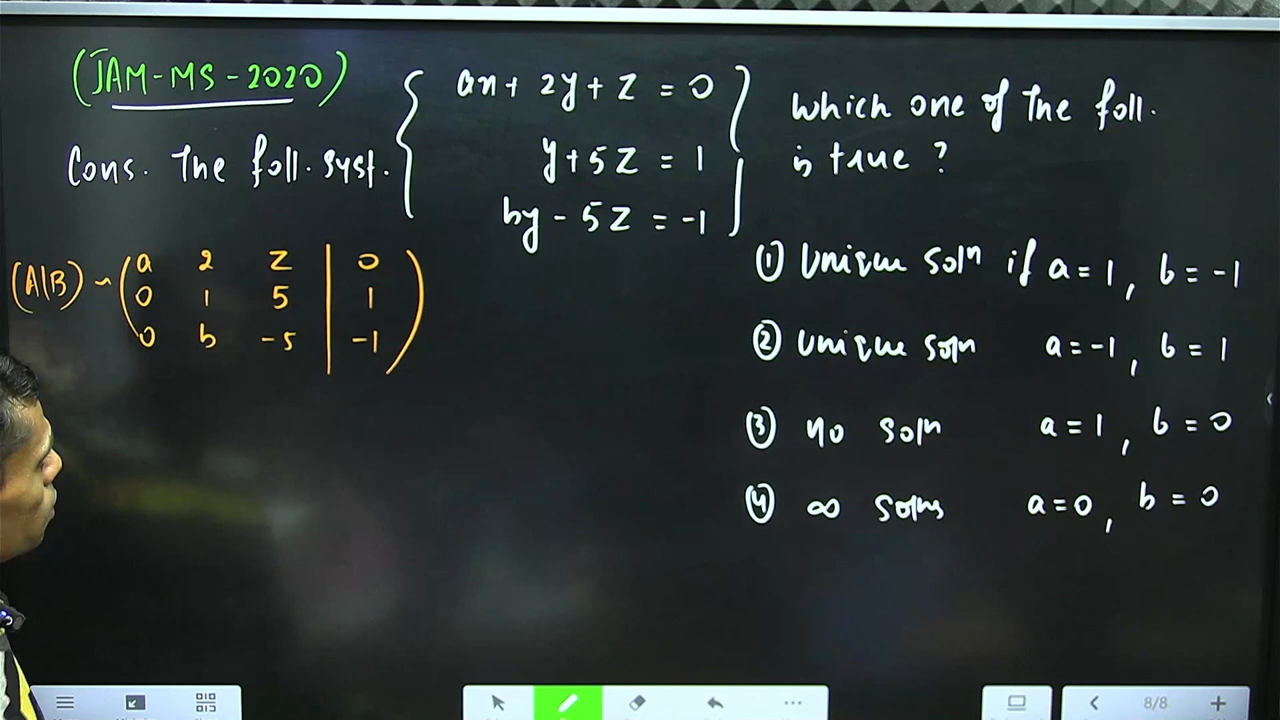 (JAM-MS-2020)
Cons. The foll. syst.
ax + 2y + z = 0
y + 5z = 1
by - 5z = -1
Which one of The foll.
is true ?
(A|B) ~
a 2 z | 0
0 1 5 | 1
0 b -5 | -1
① Unique soln if a = 1, b = -1
② Unique soln a = -1, b = 1
③ no soln a = 1, b = 0
④ ∞ solns a = 0, b = 0
8/8